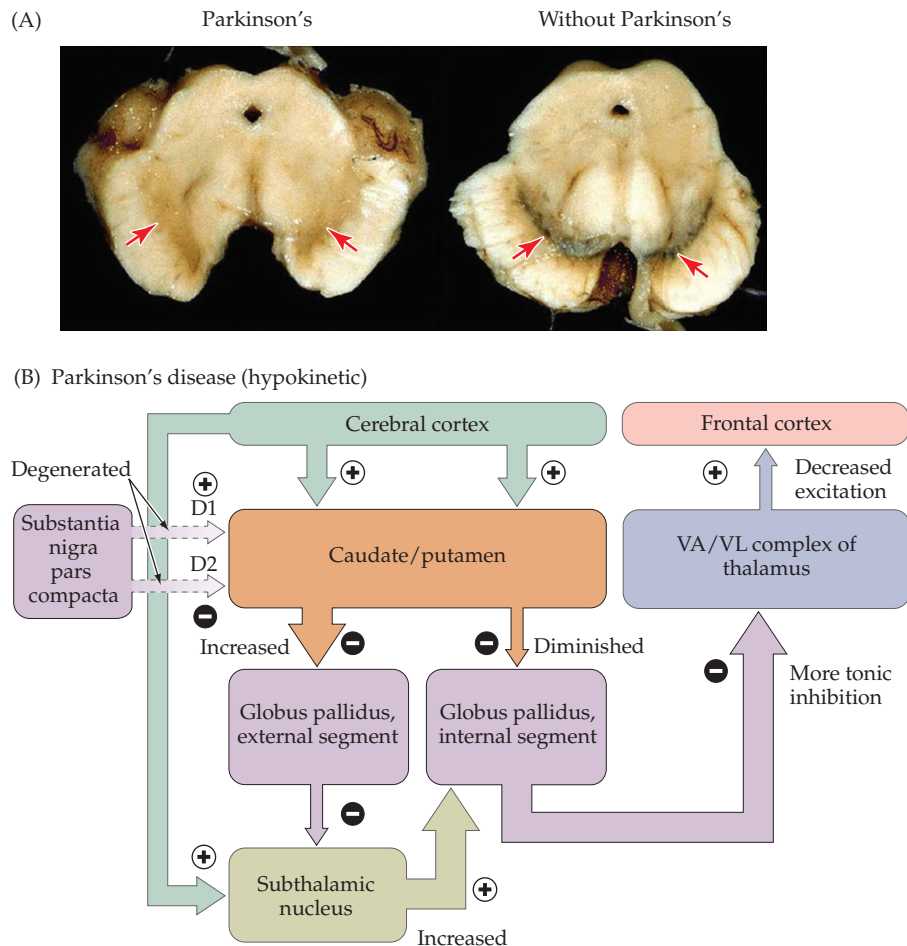 (A)
Parkinson's
Without Parkinson's
(B) Parkinson's disease (hypokinetic)
Cerebral cortex
Frontal cortex
Degenerated
+
+
+
+
Decreased
excitation
D1
Substantia
nigra
pars
compacta
Caudate/putamen
VA/VL complex of
thalamus
D2
−
Increased
−
−
Diminished
−
More tonic
inhibition
Globus pallidus,
external segment
Globus pallidus,
internal segment
−
+
Subthalamic
nucleus
+
Increased